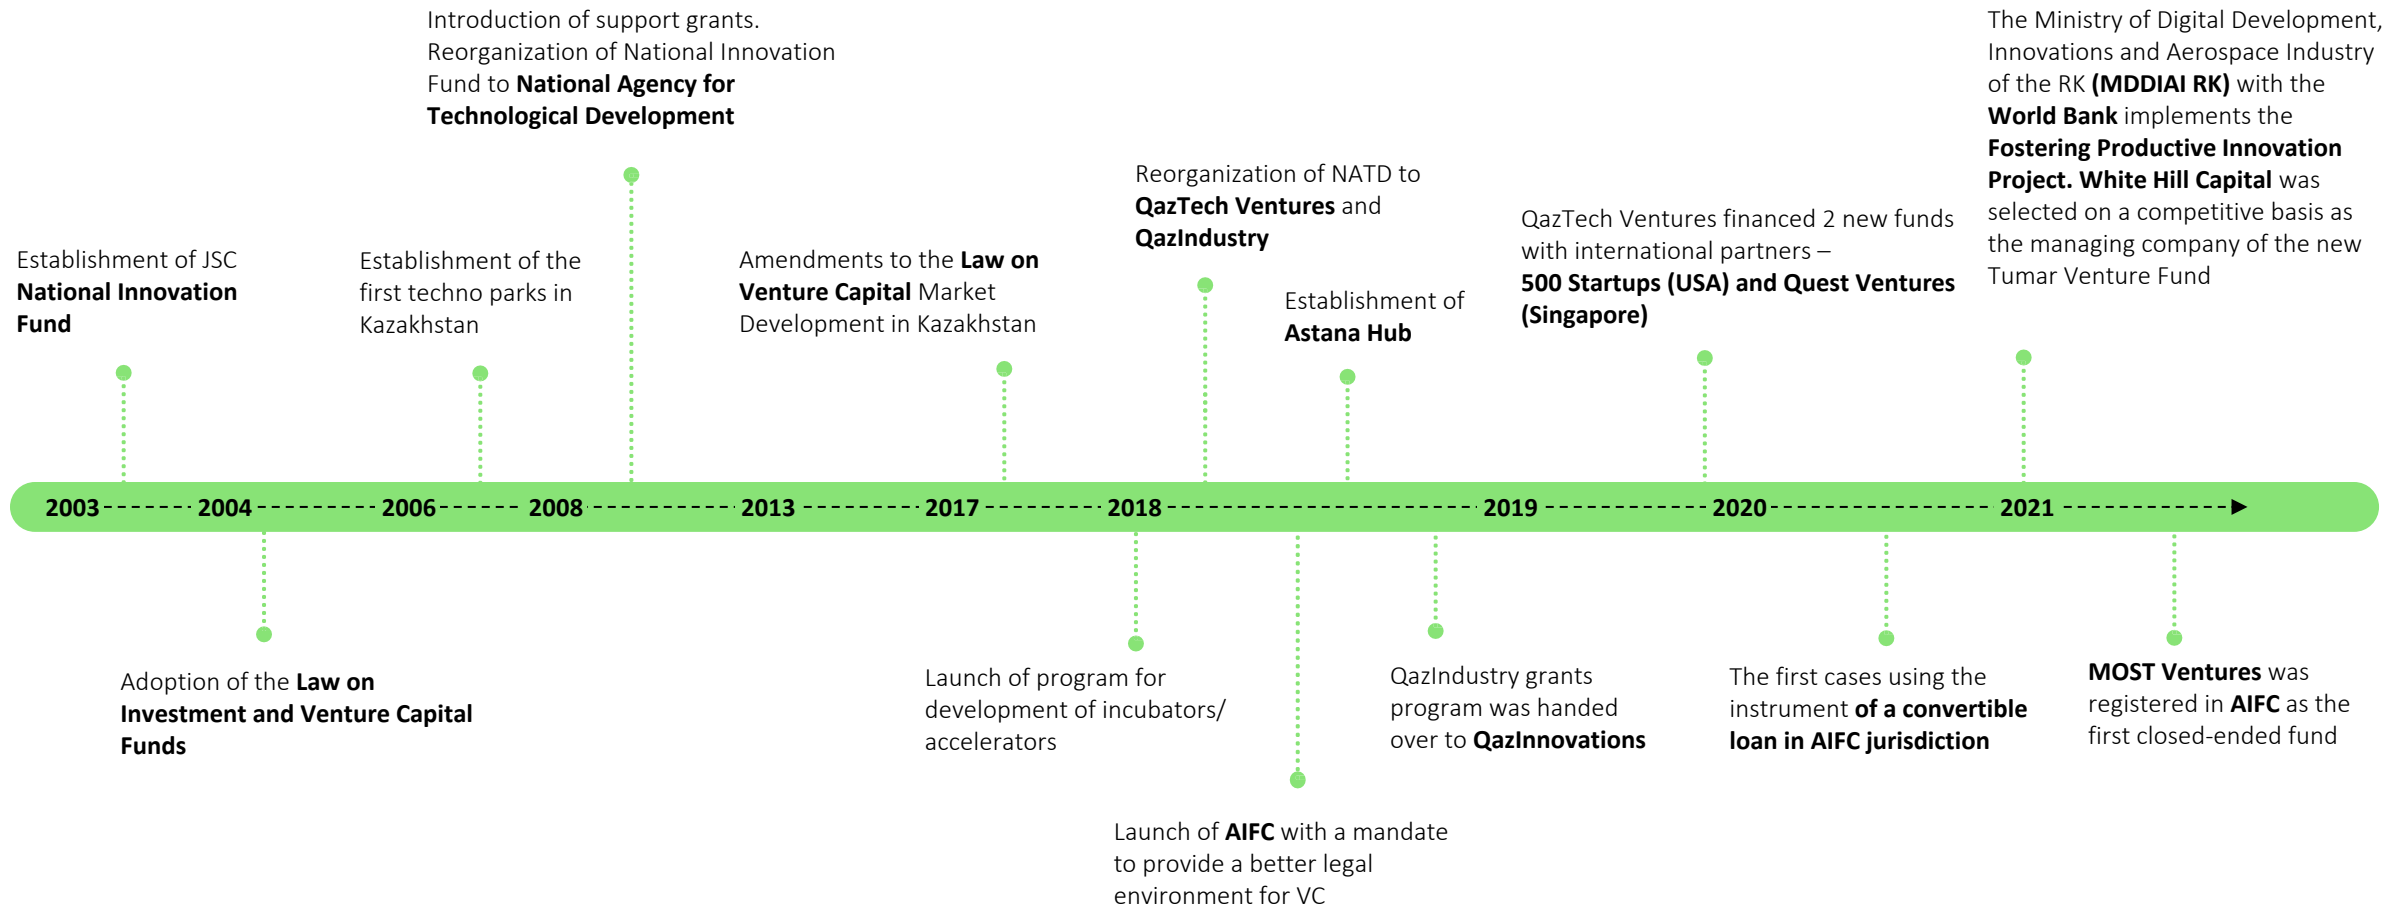 Introduction of support grants.
Reorganization of National Innovation
Fund to National Agency for
Technological Development
The Ministry of Digital Development,
Innovations and Aerospace Industry
of the RK (MDDIAI RK) with the
World Bank implements the
Fostering Productive Innovation
Project. White Hill Capital was
selected on a competitive basis as
the managing company of the new
Tumar Venture Fund
Reorganization of NATD to
QazTech Ventures and
QazIndustry
QazTech Ventures financed 2 new funds
with international partners –
500 Startups (USA) and Quest Ventures
(Singapore)
Establishment of JSC
National Innovation
Fund
Establishment of the
first techno parks in
Kazakhstan
Amendments to the Law on
Venture Capital Market
Development in Kazakhstan
Establishment of
Astana Hub
2003 2004 2006 2008 2013 2017 2018 2019 2020 2021
Adoption of the Law on
Investment and Venture Capital
Funds
Launch of program for
development of incubators/
accelerators
QazIndustry grants
program was handed
over to QazInnovations
The first cases using the
instrument of a convertible
loan in AIFC jurisdiction
MOST Ventures was
registered in AIFC as the
first closed-ended fund
Launch of AIFC with a mandate
to provide a better legal
environment for VC